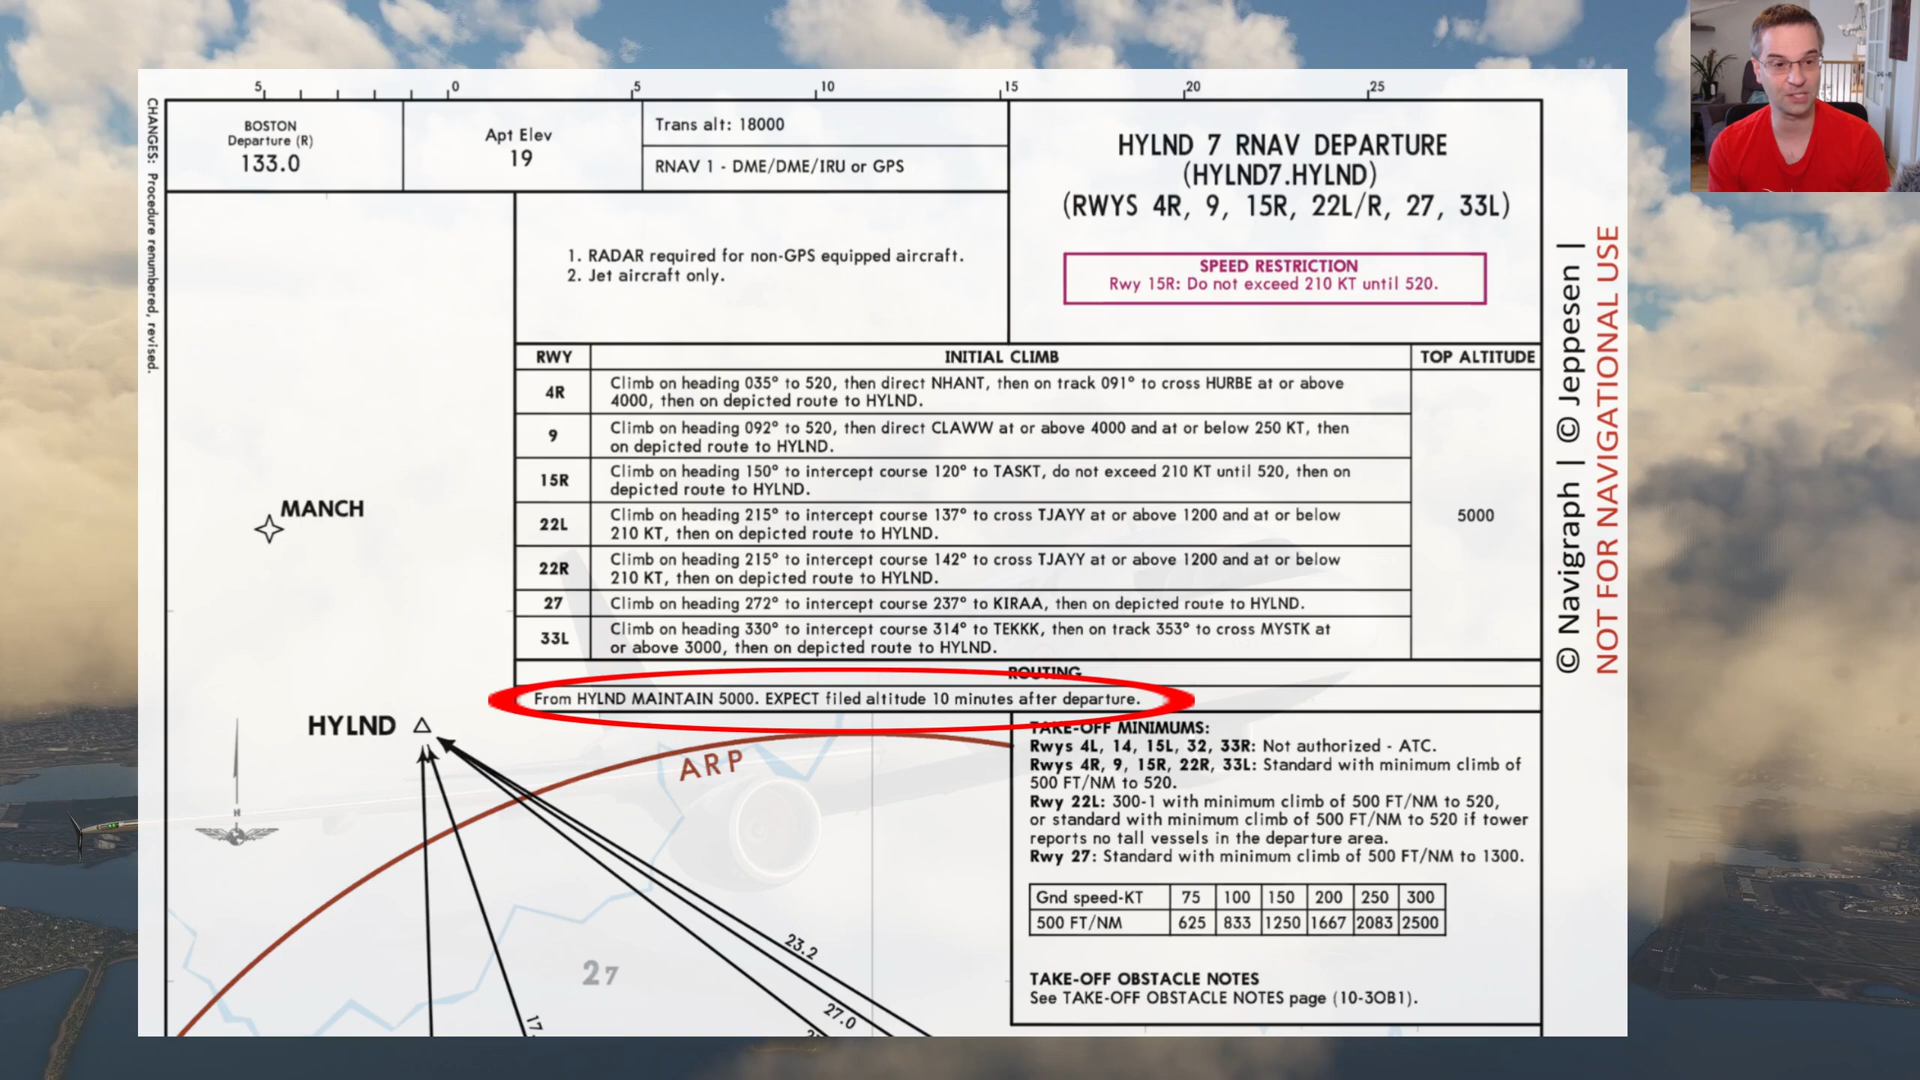 5 0 5 10 15 20 25
CHANGES: Procedure renumbered, revised.
BOSTON
Departure (R)
133.0
Apt Elev
19
Trans alt: 18000
RNAV 1 - DME/DME/IRU or GPS
HYLND 7 RNAV DEPARTURE
(HYLND7.HYLND)
(RWYS 4R, 9, 15R, 22L/R, 27, 33L)
SPEED RESTRICTION
Rwy 15R: Do not exceed 210 KT until 520.
1. RADAR required for non-GPS equipped aircraft.
2. Jet aircraft only.
RWY INITIAL CLIMB TOP ALTITUDE
4R Climb on heading 035° to 520, then direct NHANT, then on track 091° to cross HURBE at or above
4000, then on depicted route to HYLND.
9 Climb on heading 092° to 520, then direct CLAWW at or above 4000 and at or below 250 KT, then
on depicted route to HYLND.
15R Climb on heading 150° to intercept course 120° to TASKT, do not exceed 210 KT until 520, then on
depicted route to HYLND.
22L Climb on heading 215° to intercept course 137° to cross TJAYY at or above 1200 and at or below
210 KT, then on depicted route to HYLND.
5000
22R Climb on heading 215° to intercept course 142° to cross TJAYY at or above 1200 and at or below
210 KT, then on depicted route to HYLND.
27 Climb on heading 272° to intercept course 237° to KIRAA, then on depicted route to HYLND.
33L Climb on heading 330° to intercept course 314° to TEKKK, then on track 353° to cross MYSTK at
or above 3000, then on depicted route to HYLND.
ROUTING
From HYLND MAINTAIN 5000. EXPECT filed altitude 10 minutes after departure.
MANCH
HYLND
ARP
27
23.2
27.0
17
TAKE-OFF MINIMUMS:
Rwys 4L, 14, 15L, 32, 33R: Not authorized - ATC.
Rwys 4R, 9, 15R, 22R, 33L: Standard with minimum climb of
500 FT/NM to 520.
Rwy 22L: 300-1 with minimum climb of 500 FT/NM to 520,
or standard with minimum climb of 500 FT/NM to 520 if tower
reports no tall vessels in the departure area.
Rwy 27: Standard with minimum climb of 500 FT/NM to 1300.
Gnd speed-KT 75 100 150 200 250 300
500 FT/NM 625 833 1250 1667 2083 2500
TAKE-OFF OBSTACLE NOTES
See TAKE-OFF OBSTACLE NOTES page (10-3OB1).
© Navigraph | © Jeppesen |
NOT FOR NAVIGATIONAL USE